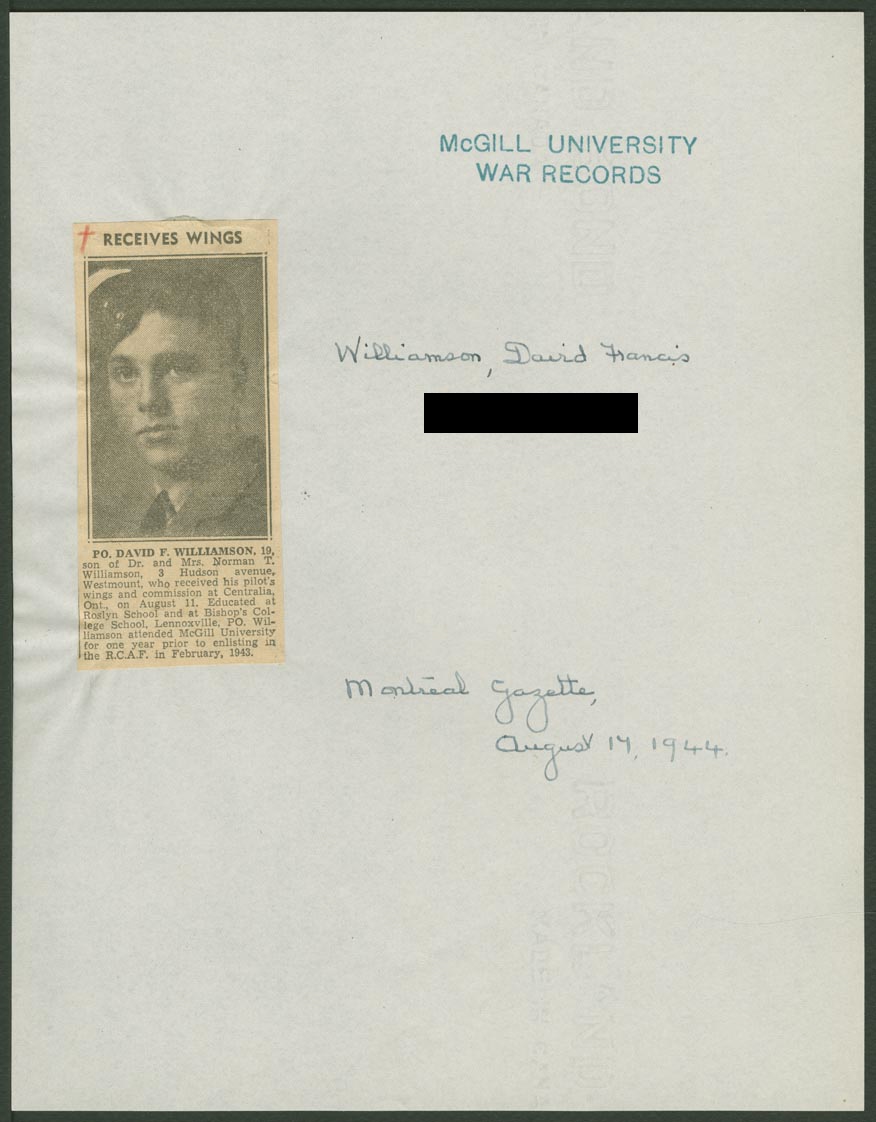 McGILL UNIVERSITY
WAR RECORDS
RECEIVES WINGS
PO. DAVID F. WILLIAMSON, 19,
son of Dr. and Mrs. Norman T.
Williamson, 3 Hudson avenue,
Westmount, who received his pilot's
wings and commission at Centralia,
Ont., on August 11. Educated at
Roslyn School and at Bishop's Col-
lege School, Lennoxville, PO. Wil-
liamson attended McGill University
for one year prior to enlisting in
the R.C.A.F. in February, 1943.
Williamson, David Francis
Montreal Gazette,
August 17, 1944.